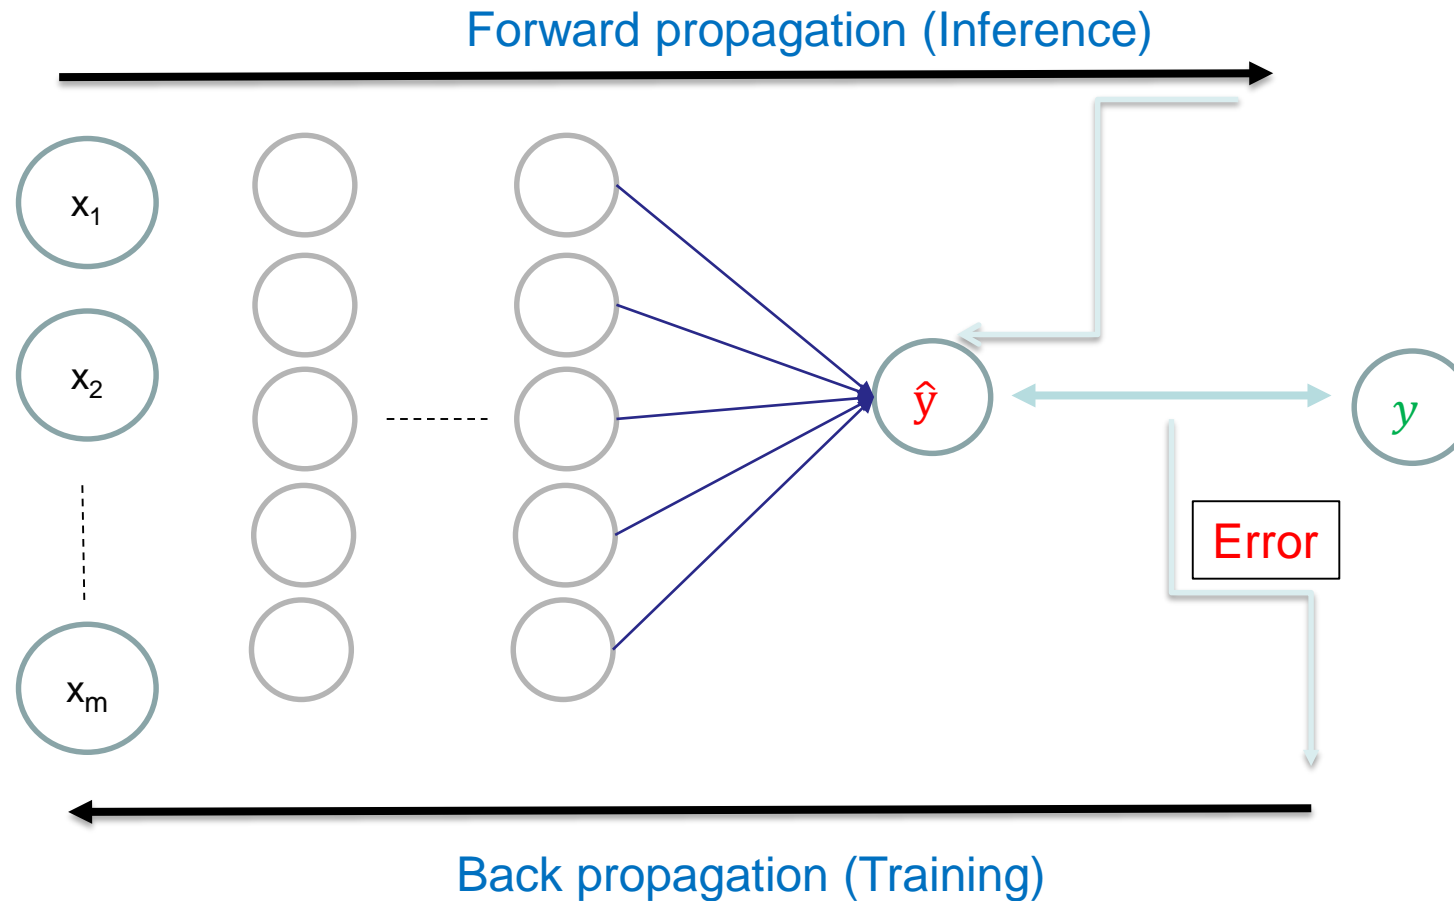 Forward propagation (Inference)
x₁
x₂
ŷ
y
Error
xₘ
Back propagation (Training)